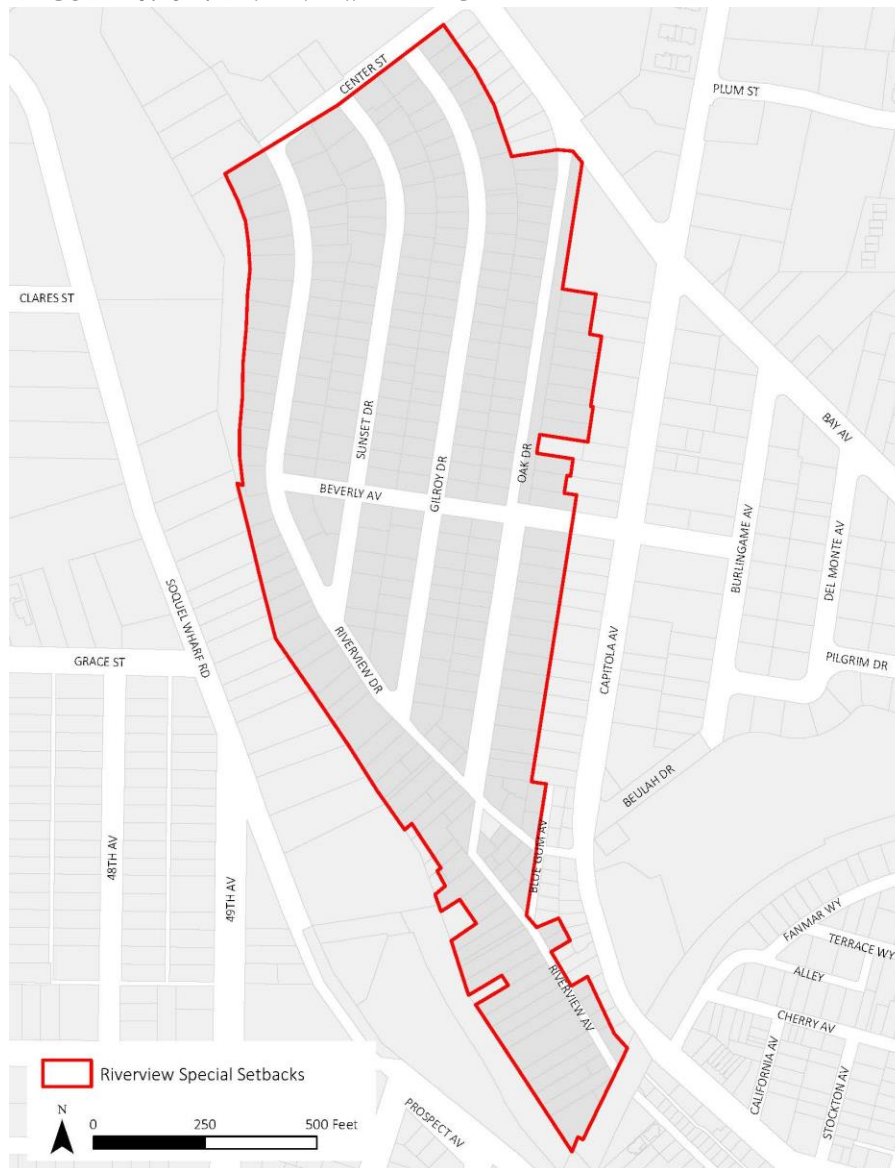 CENTER ST
PLUM ST
CLARES ST
SUNSET DR
GILROY DR
OAK DR
BAY AV
BEVERLY AV
BURLINGAME AV
DEL MONTE AV
SOQUEL WHARF RD
RIVERVIEW DR
CAPITOLA AV
PILGRIM DR
GRACE ST
BEULAH DR
48TH AV
49TH AV
BLUE GUM AV
FANMAR WY
TERRACE WY
ALLEY
RIVERVIEW AV
CHERRY AV
CALIFORNIA AV
STOCKTON AV
PROSPECT AV
Riverview Special Setbacks
N
0 250 500 Feet